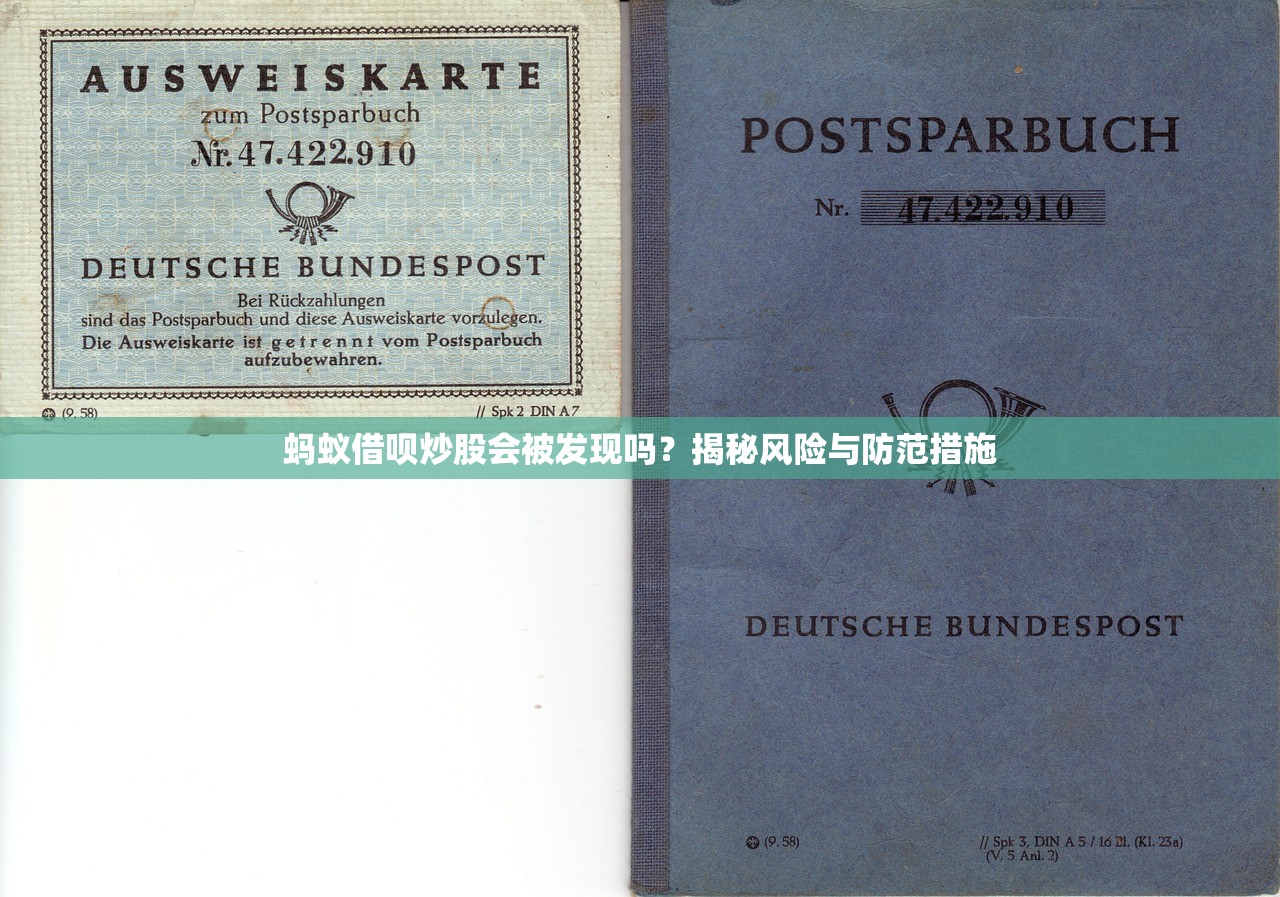 AUSWEISKARTE
zum Postsparbuch
Nr. 47.422.910
DEUTSCHE BUNDESPOST
Bei Rückzahlungen
sind das Postsparbuch und diese Ausweiskarte vorzulegen.
Die Ausweiskarte ist getrennt vom Postsparbuch
aufzubewahren.
(9. 58)
// Spk 2 DIN A 7
POSTSPARBUCH
Nr. 47.422.910
蚂蚁借呗炒股会被发现吗？揭秘风险与防范措施
DEUTSCHE BUNDESPOST
(9. 58)
// Spk 3, DIN A 5 / 16 Bl. (Kl. 23a)
(V, 5 Anl. 2)